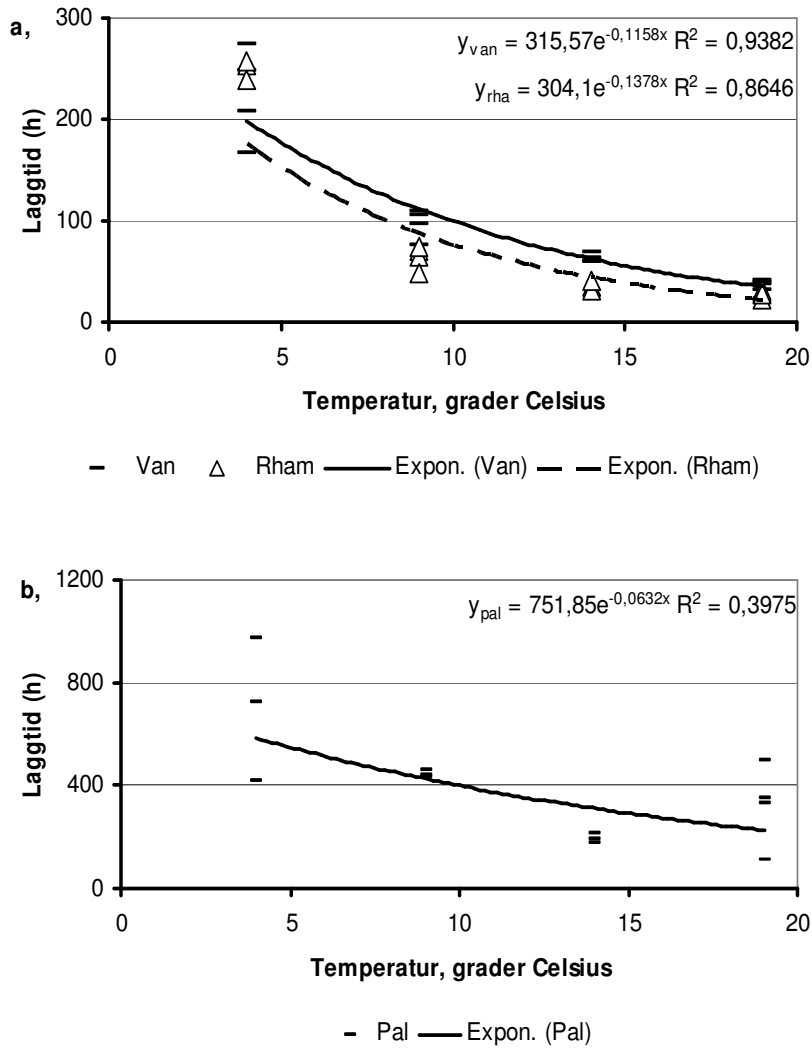 a,
300
200
100
0
y_van = 315,57e^-0,1158x R² = 0,9382
y_rha = 304,1e^-0,1378x R² = 0,8646
Laggtid (h)
0 5 10 15 20
Temperatur, grader Celsius
Van Rham Expon. (Van) Expon. (Rham)
b,
1200
800
400
0
y_pal = 751,85e^-0,0632x R² = 0,3975
Laggtid (h)
0 5 10 15 20
Temperatur, grader Celsius
Pal Expon. (Pal)